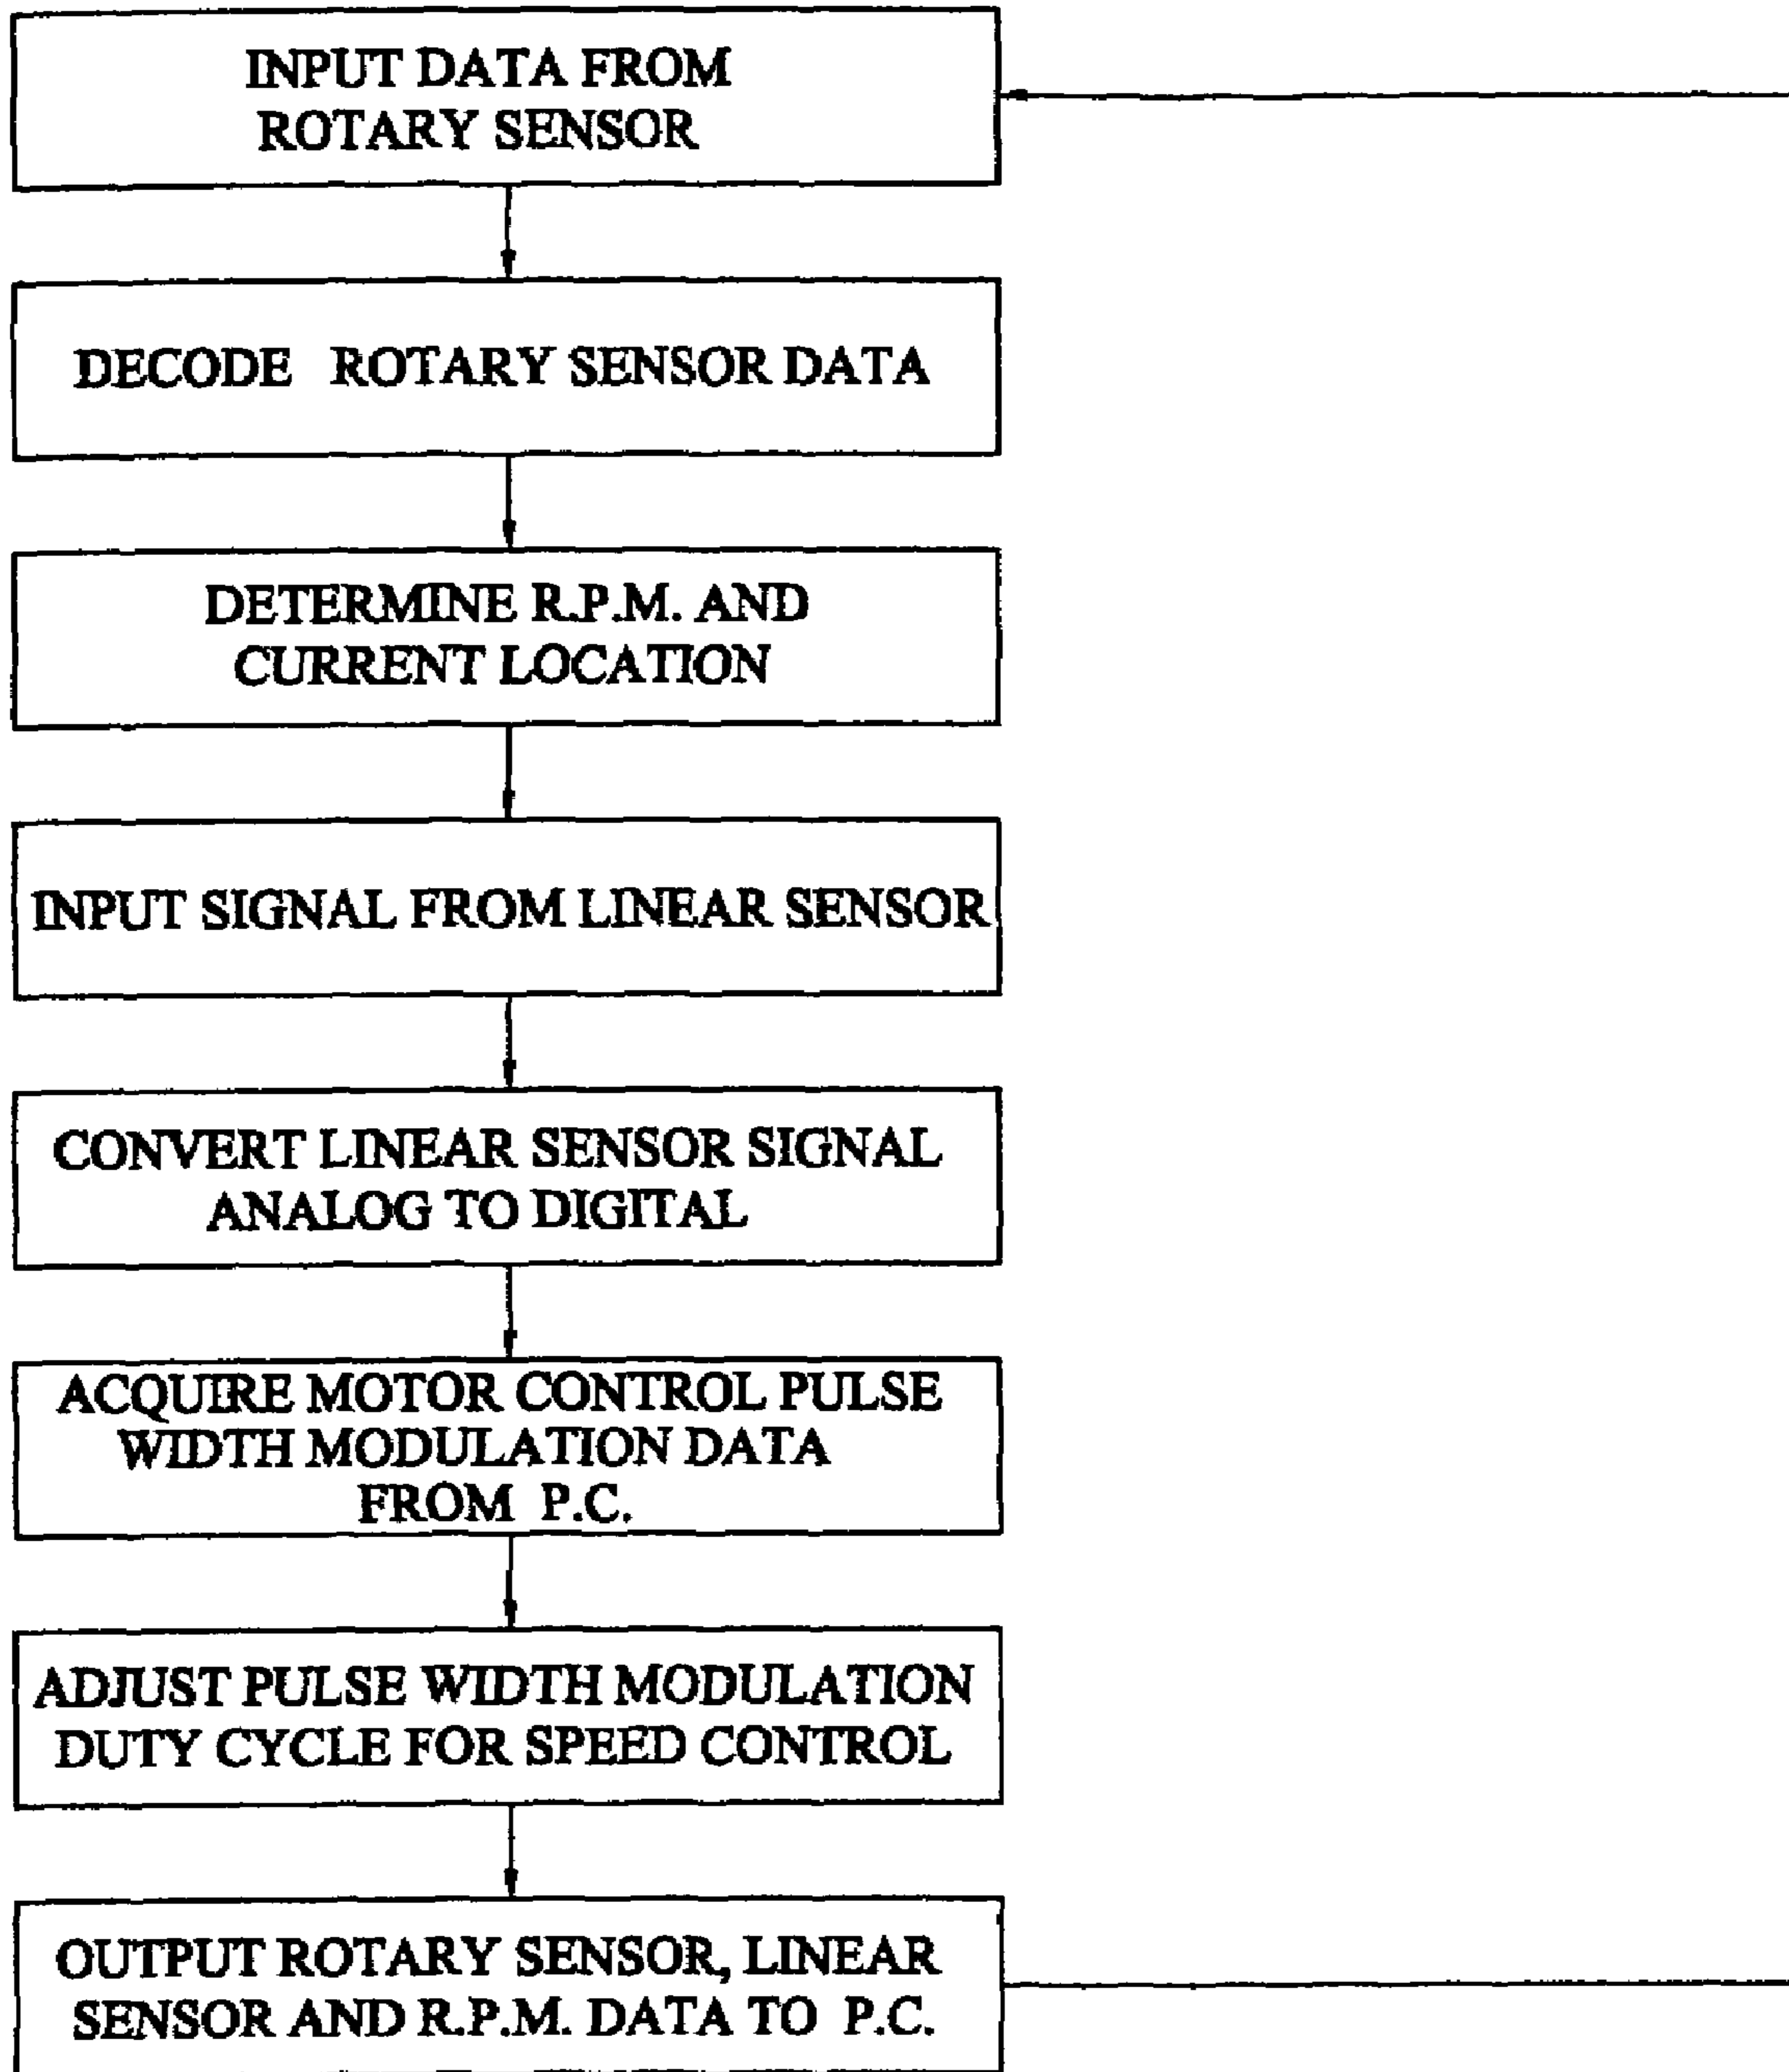 INPUT DATA FROM
ROTARY SENSOR
DECODE ROTARY SENSOR DATA
DETERMINE R.P.M. AND
CURRENT LOCATION
INPUT SIGNAL FROM LINEAR SENSOR
CONVERT LINEAR SENSOR SIGNAL
ANALOG TO DIGITAL
ACQUIRE MOTOR CONTROL PULSE
WIDTH MODULATION DATA
FROM P.C.
ADJUST PULSE WIDTH MODULATION
DUTY CYCLE FOR SPEED CONTROL
OUTPUT ROTARY SENSOR, LINEAR
SENSOR AND R.P.M. DATA TO P.C.